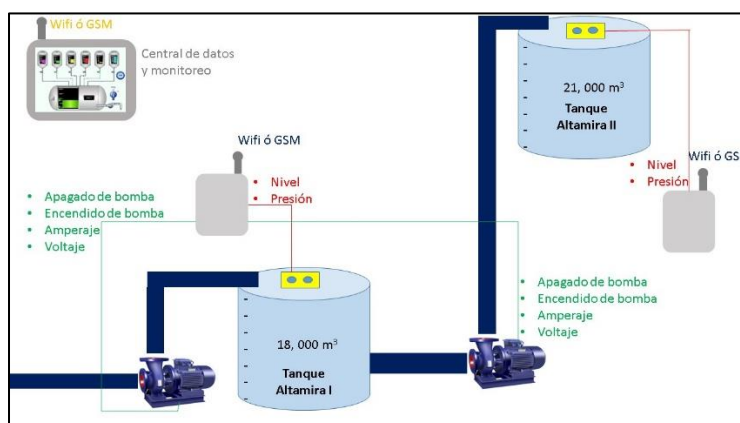 Wifi ó GSM
Central de datos
y monitoreo
21, 000 m³
Tanque
Altamira II
Wifi ó GSM
Nivel
Presión
Wifi ó GS
Nivel
Presión
• Apagado de bomba
• Encendido de bomba
• Amperaje
• Voltaje
• Apagado de bomba
• Encendido de bomba
• Amperaje
• Voltaje
18, 000 m³
Tanque
Altamira I